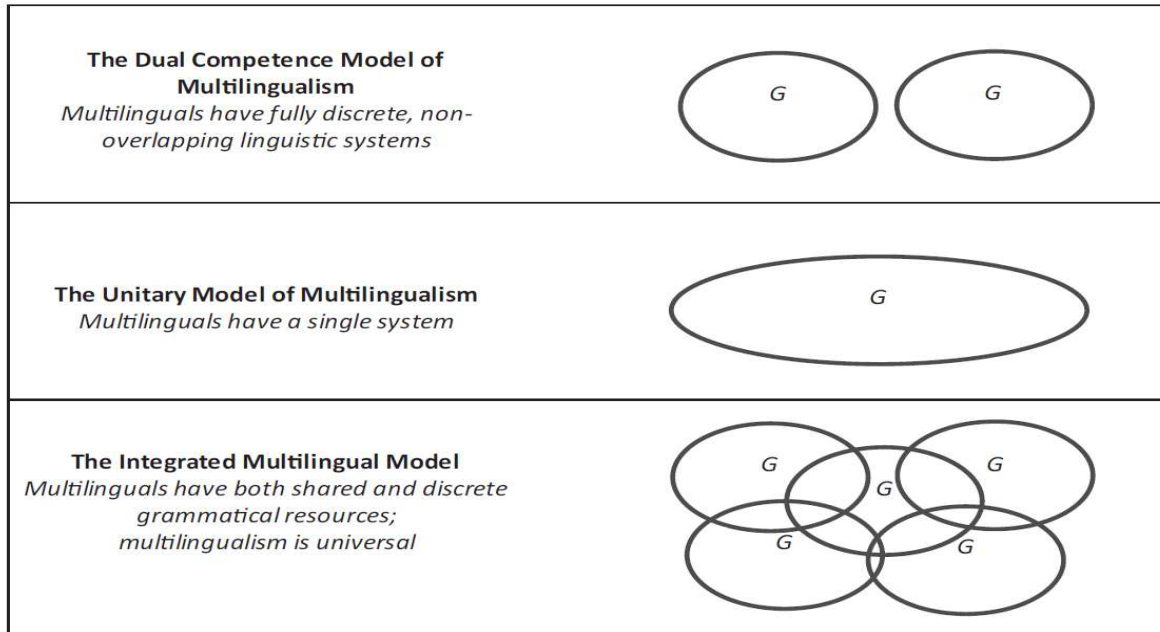 The Dual Competence Model of
Multilingualism
Multilinguals have fully discrete, non-
overlapping linguistic systems
G
G
The Unitary Model of Multilingualism
Multilinguals have a single system
G
The Integrated Multilingual Model
Multilinguals have both shared and discrete
grammatical resources;
multilingualism is universal
G
G
G
G
G